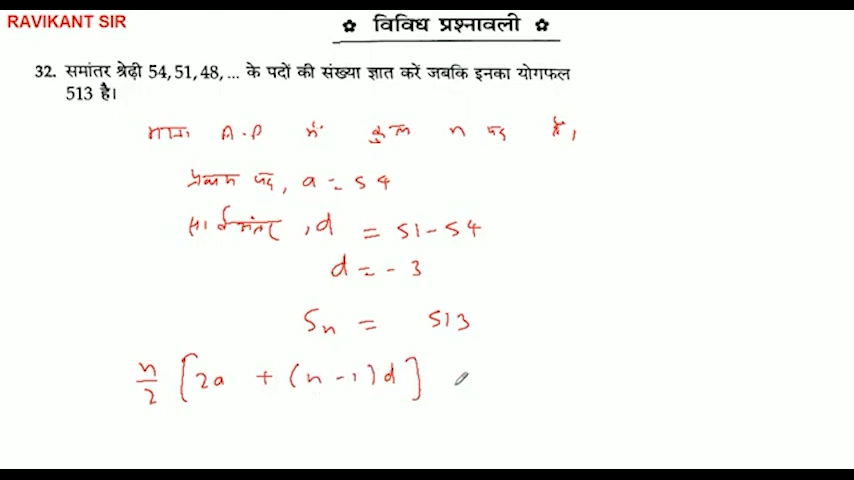 RAVIKANT SIR
✿ विविध प्रश्नावली ✿
32. समांतर श्रेढ़ी 54, 51, 48, ... के पदों की संख्या ज्ञात करें जबकि इनका योगफल
513 है।
माना A.P में कुल n पद है,
प्रथम पद, a = 54
सार्वअंतर, d = 51 - 54
d = - 3
Sn = 513
n/2 [2a + (n - 1)d]